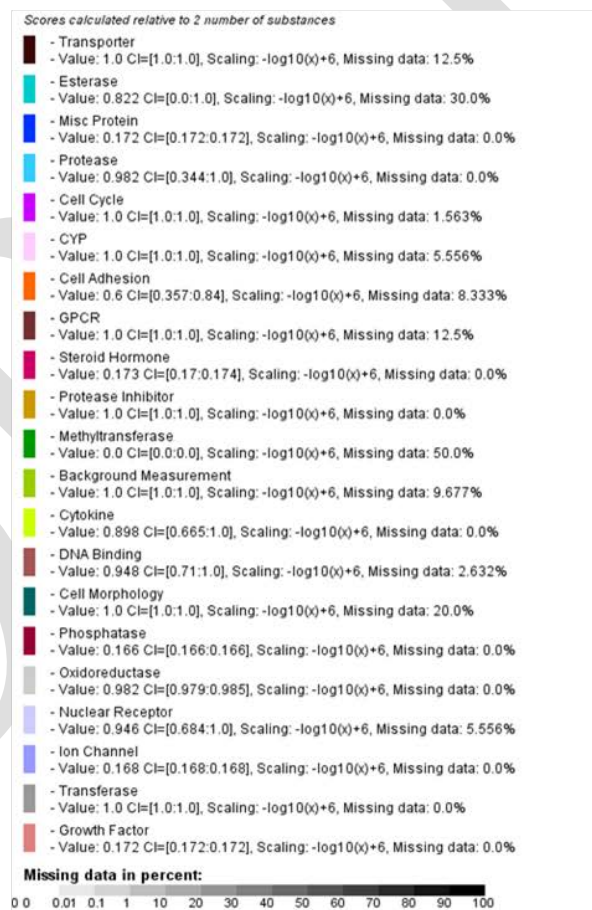 Scores calculated relative to 2 number of substances
- Transporter
- Value: 1.0 CI=[1.0:1.0], Scaling: -log10(x)+6, Missing data: 12.5%
- Esterase
- Value: 0.822 CI=[0.0:1.0], Scaling: -log10(x)+6, Missing data: 30.0%
- Misc Protein
- Value: 0.172 CI=[0.172:0.172], Scaling: -log10(x)+6, Missing data: 0.0%
- Protease
- Value: 0.982 CI=[0.344:1.0], Scaling: -log10(x)+6, Missing data: 0.0%
- Cell Cycle
- Value: 1.0 CI=[1.0:1.0], Scaling: -log10(x)+6, Missing data: 1.563%
- CYP
- Value: 1.0 CI=[1.0:1.0], Scaling: -log10(x)+6, Missing data: 5.556%
- Cell Adhesion
- Value: 0.6 CI=[0.357:0.84], Scaling: -log10(x)+6, Missing data: 8.333%
- GPCR
- Value: 1.0 CI=[1.0:1.0], Scaling: -log10(x)+6, Missing data: 12.5%
- Steroid Hormone
- Value: 0.173 CI=[0.17:0.174], Scaling: -log10(x)+6, Missing data: 0.0%
- Protease Inhibitor
- Value: 1.0 CI=[1.0:1.0], Scaling: -log10(x)+6, Missing data: 0.0%
- Methyltransferase
- Value: 0.0 CI=[0.0:0.0], Scaling: -log10(x)+6, Missing data: 50.0%
- Background Measurement
- Value: 1.0 CI=[1.0:1.0], Scaling: -log10(x)+6, Missing data: 9.677%
- Cytokine
- Value: 0.898 CI=[0.665:1.0], Scaling: -log10(x)+6, Missing data: 0.0%
- DNA Binding
- Value: 0.948 CI=[0.71:1.0], Scaling: -log10(x)+6, Missing data: 2.632%
- Cell Morphology
- Value: 1.0 CI=[1.0:1.0], Scaling: -log10(x)+6, Missing data: 20.0%
- Phosphatase
- Value: 0.166 CI=[0.166:0.166], Scaling: -log10(x)+6, Missing data: 0.0%
- Oxidoreductase
- Value: 0.982 CI=[0.979:0.985], Scaling: -log10(x)+6, Missing data: 0.0%
- Nuclear Receptor
- Value: 0.946 CI=[0.684:1.0], Scaling: -log10(x)+6, Missing data: 5.556%
- Ion Channel
- Value: 0.168 CI=[0.168:0.168], Scaling: -log10(x)+6, Missing data: 0.0%
- Transferase
- Value: 1.0 CI=[1.0:1.0], Scaling: -log10(x)+6, Missing data: 0.0%
- Growth Factor
- Value: 0.172 CI=[0.172:0.172], Scaling: -log10(x)+6, Missing data: 0.0%
Missing data in percent:
0 0 0.01 0.1 1 10 20 30 40 50 60 70 80 90 100